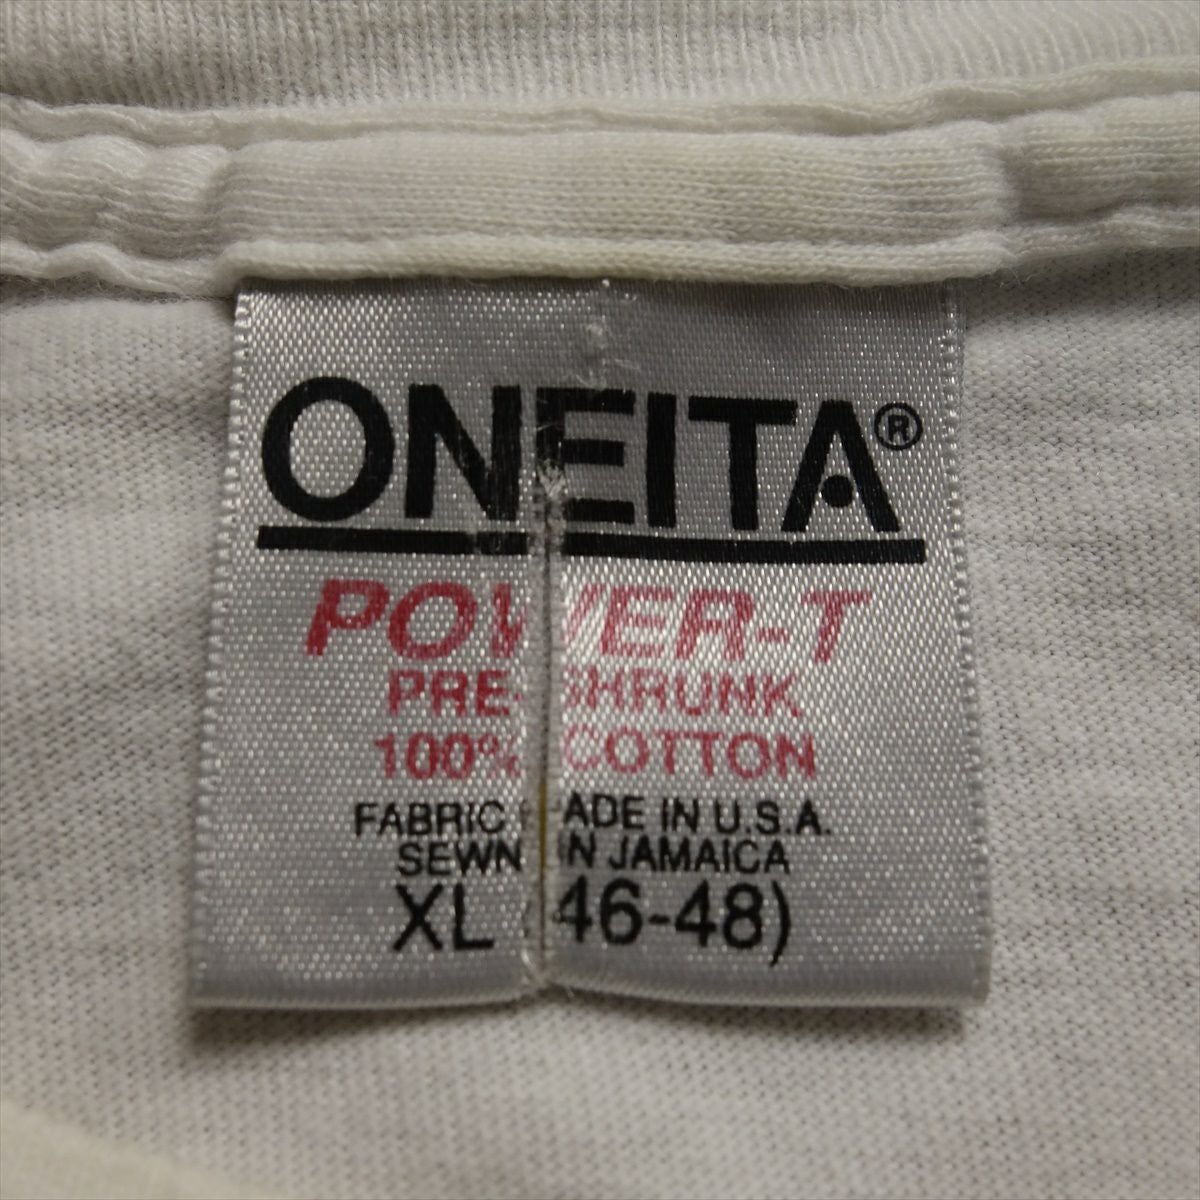 ONEITA®
POWER-T
PRE-SHRUNK
100% COTTON
FABRIC MADE IN U.S.A.
SEWN IN JAMAICA
XL (46-48)